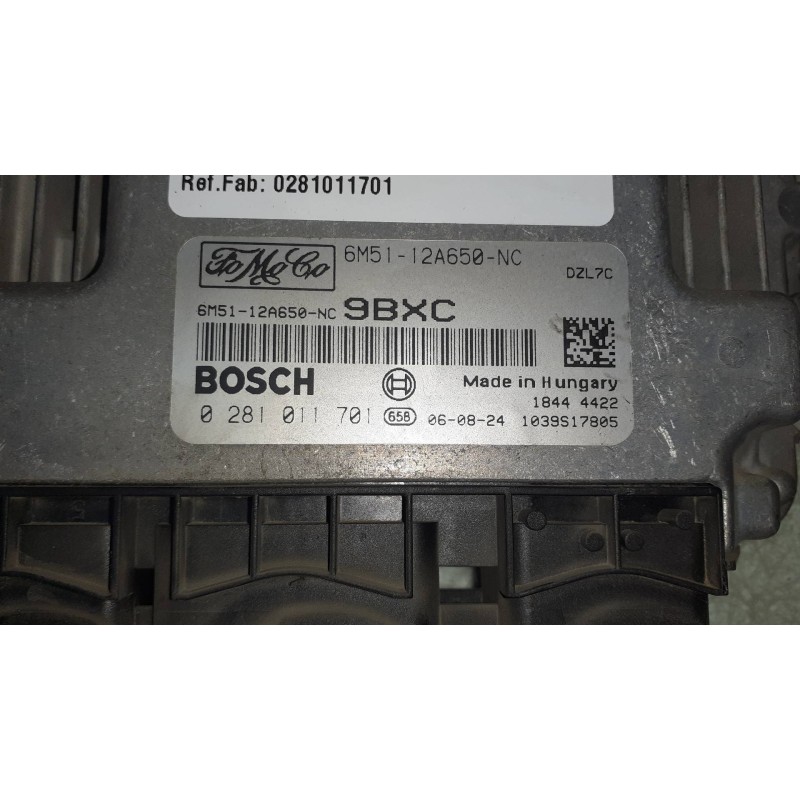 Ref.Fab: 0281011701
FoMoCo 6M51-12A650-NC
DZL7C
6M51-12A650-NC 9BXC
BOSCH Made in Hungary
1844 4422
0 281 011 701 658 06-08-24 1039S17805